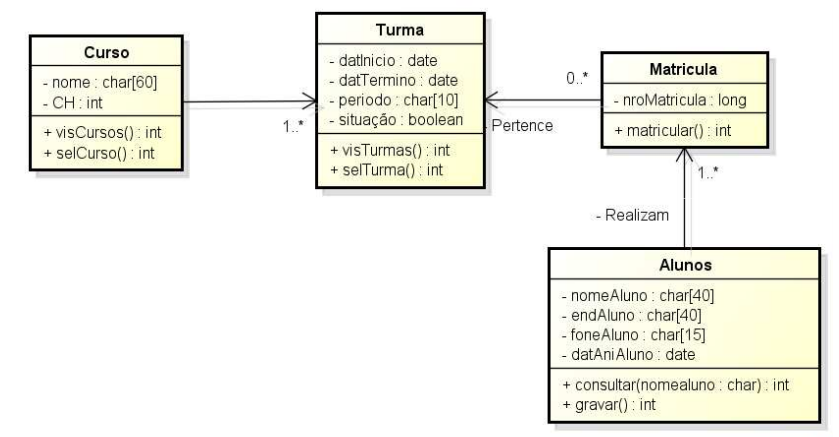 Curso
- nome : char[60]
- CH : int
+ visCursos() : int
+ selCurso() : int
1..*
Turma
- datInicio : date
- datTermino : date
- periodo : char[10]
- situação : boolean
+ visTurmas() : int
+ selTurma() : int
0..*
- Pertence
Matricula
- nroMatricula : long
+ matricular() : int
1..*
- Realizam
Alunos
- nomeAluno : char[40]
- endAluno : char[40]
- foneAluno : char[15]
- datAniAluno : date
+ consultar(nomealuno : char) : int
+ gravar() : int